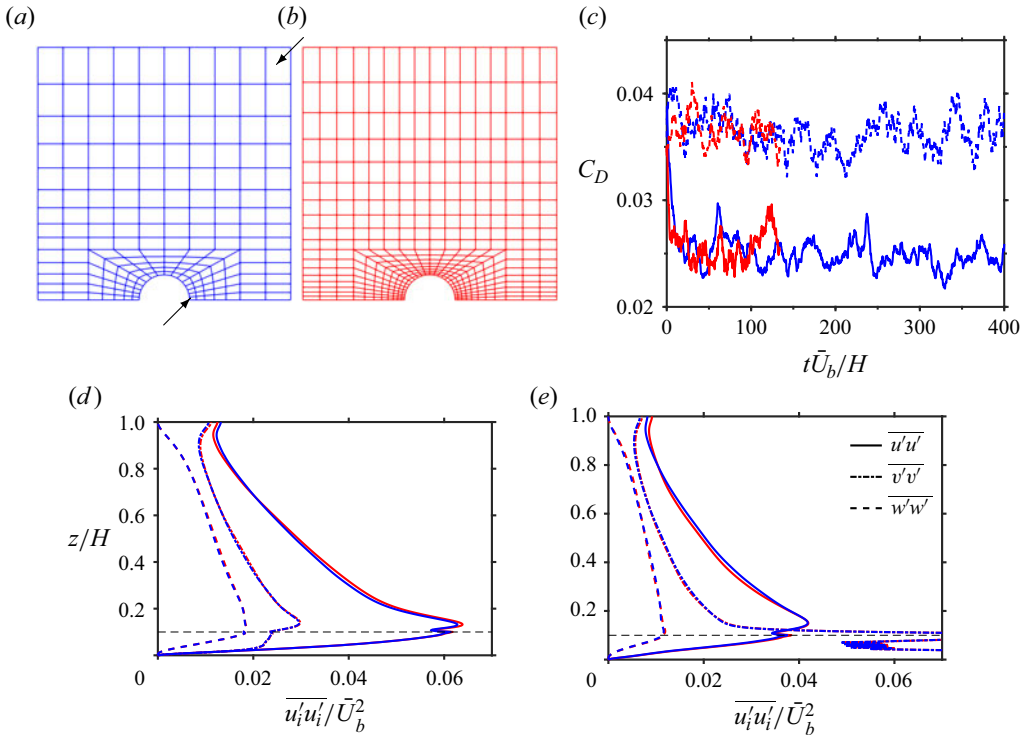 (a)
(b)
(c)
0.04
C_D
0.03
0.02
0 100 200 300 400
tŪ_b/H
(d)
1.0
0.8
0.6
z/H
0.4
0.2
0 0.02 0.04 0.06
\overline{u_i'u_i'}/Ū_b^2
(e)
1.0
\overline{u'u'}
0.8
\overline{v'v'}
\overline{w'w'}
0.6
0.4
0.2
0 0.02 0.04 0.06
\overline{u_i'u_i'}/Ū_b^2